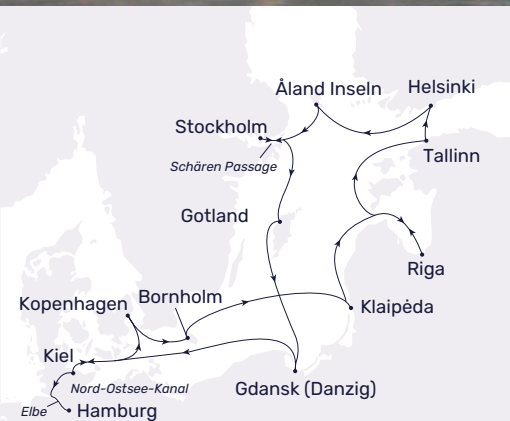 Åland Inseln
Helsinki
Stockholm
Schären Passage
Tallinn
Gotland
Riga
Kopenhagen
Bornholm
Klaipėda
Kiel
Nord-Ostsee-Kanal
Gdansk (Danzig)
Elbe
Hamburg